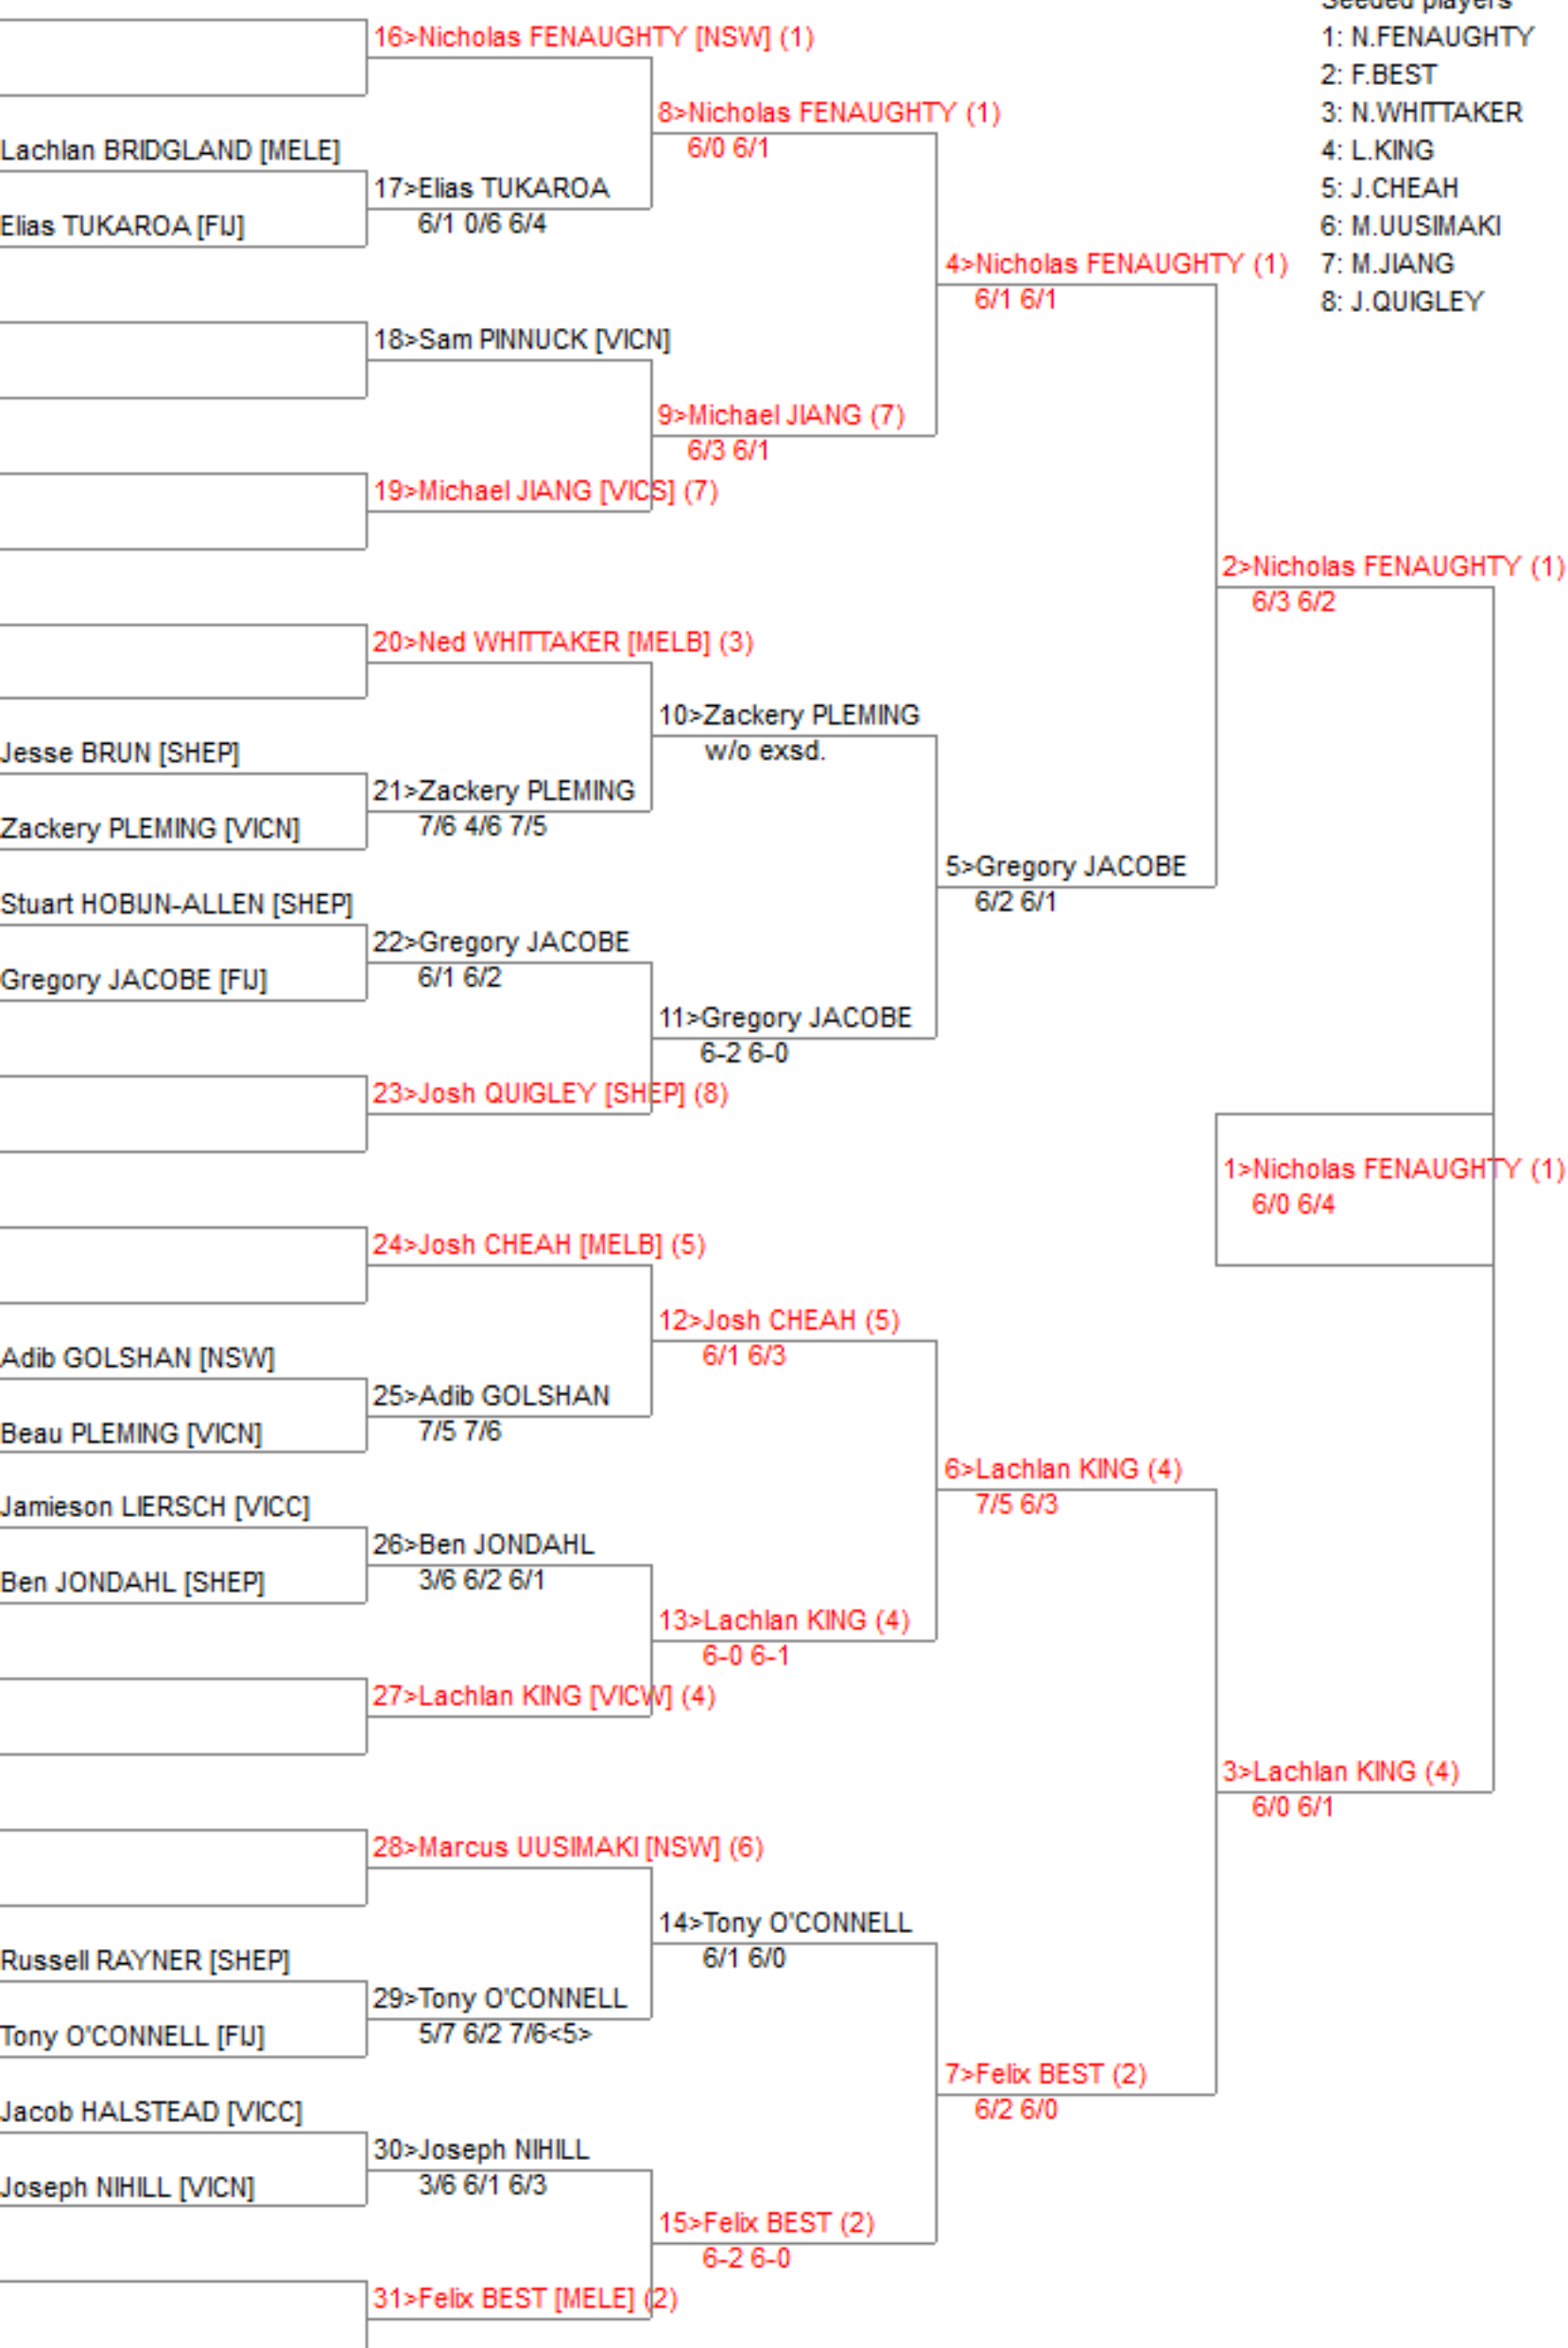 Seeded players
1: N.FENAUGHTY
2: F.BEST
3: N.WHITTAKER
4: L.KING
5: J.CHEAH
6: M.UUSIMAKI
7: M.JIANG
8: J.QUIGLEY
16>Nicholas FENAUGHTY [NSW] (1)
8>Nicholas FENAUGHTY (1)
6/0 6/1
Lachlan BRIDGLAND [MELE]
17>Elias TUKAROA
6/1 0/6 6/4
Elias TUKAROA [FIJ]
4>Nicholas FENAUGHTY (1)
6/1 6/1
18>Sam PINNUCK [VICN]
9>Michael JIANG (7)
6/3 6/1
19>Michael JIANG [VICS] (7)
2>Nicholas FENAUGHTY (1)
6/3 6/2
20>Ned WHITTAKER [MELB] (3)
10>Zackery PLEMING
w/o exsd.
Jesse BRUN [SHEP]
21>Zackery PLEMING
7/6 4/6 7/5
Zackery PLEMING [VICN]
5>Gregory JACOBE
6/2 6/1
Stuart HOBIJN-ALLEN [SHEP]
22>Gregory JACOBE
6/1 6/2
Gregory JACOBE [FIJ]
11>Gregory JACOBE
6-2 6-0
23>Josh QUIGLEY [SHEP] (8)
1>Nicholas FENAUGHTY (1)
6/0 6/4
24>Josh CHEAH [MELB] (5)
12>Josh CHEAH (5)
6/1 6/3
Adib GOLSHAN [NSW]
25>Adib GOLSHAN
7/5 7/6
Beau PLEMING [VICN]
6>Lachlan KING (4)
7/5 6/3
Jamieson LIERSCH [VICC]
26>Ben JONDAHL
3/6 6/2 6/1
Ben JONDAHL [SHEP]
13>Lachlan KING (4)
6-0 6-1
27>Lachlan KING [VICW] (4)
3>Lachlan KING (4)
6/0 6/1
28>Marcus UUSIMAKI [NSW] (6)
14>Tony O'CONNELL
6/1 6/0
Russell RAYNER [SHEP]
29>Tony O'CONNELL
5/7 6/2 7/6<5>
Tony O'CONNELL [FIJ]
7>Felix BEST (2)
6/2 6/0
Jacob HALSTEAD [VICC]
30>Joseph NIHILL
3/6 6/1 6/3
Joseph NIHILL [VICN]
15>Felix BEST (2)
6-2 6-0
31>Felix BEST [MELE] (2)